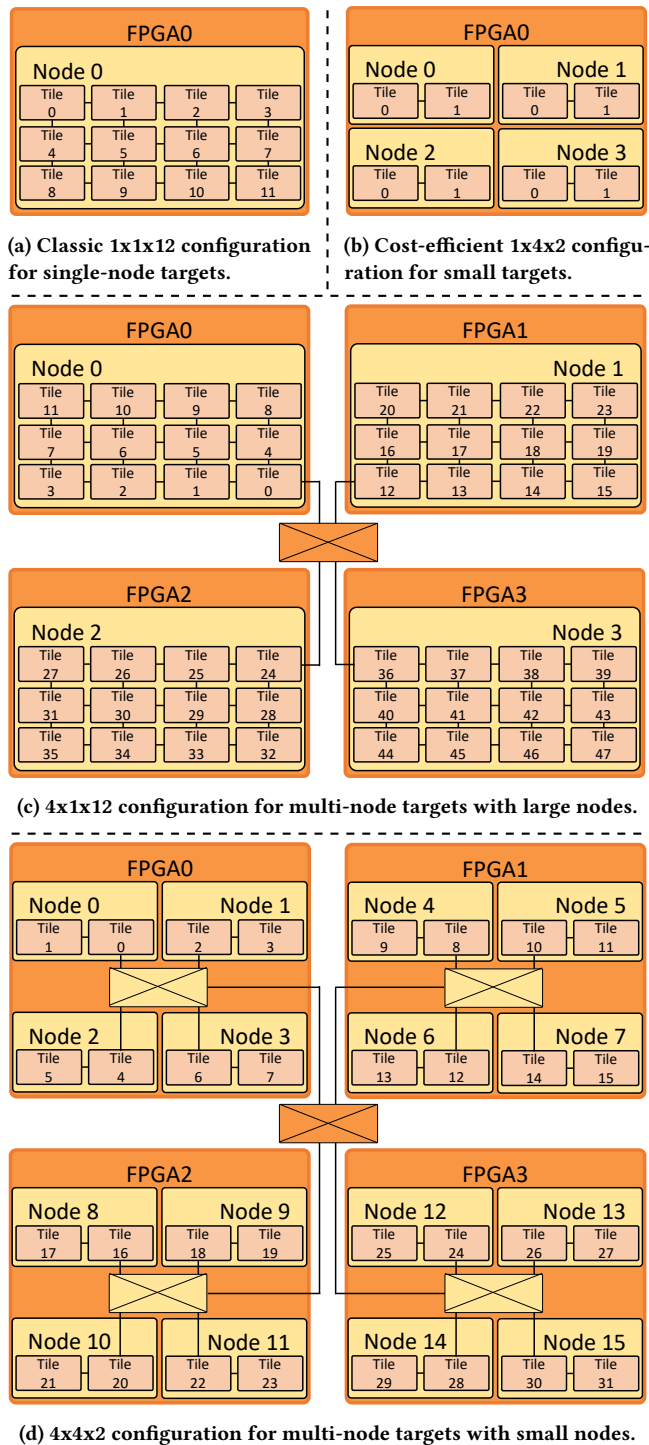 FPGA0
Node 0
Tile 0 Tile 1 Tile 2 Tile 3
Tile 4 Tile 5 Tile 6 Tile 7
Tile 8 Tile 9 Tile 10 Tile 11
(a) Classic 1x1x12 configuration
for single-node targets.
FPGA0
Node 0 Node 1
Tile 0 Tile 1 Tile 0 Tile 1
Node 2 Node 3
Tile 0 Tile 1 Tile 0 Tile 1
(b) Cost-efficient 1x4x2 configu-
ration for small targets.
FPGA0
Node 0
Tile 11 Tile 10 Tile 9 Tile 8
Tile 7 Tile 6 Tile 5 Tile 4
Tile 3 Tile 2 Tile 1 Tile 0
FPGA1
Node 1
Tile 20 Tile 21 Tile 22 Tile 23
Tile 16 Tile 17 Tile 18 Tile 19
Tile 12 Tile 13 Tile 14 Tile 15
FPGA2
Node 2
Tile 27 Tile 26 Tile 25 Tile 24
Tile 31 Tile 30 Tile 29 Tile 28
Tile 35 Tile 34 Tile 33 Tile 32
FPGA3
Node 3
Tile 36 Tile 37 Tile 38 Tile 39
Tile 40 Tile 41 Tile 42 Tile 43
Tile 44 Tile 45 Tile 46 Tile 47
(c) 4x1x12 configuration for multi-node targets with large nodes.
FPGA0
Node 0 Node 1
Tile 1 Tile 0 Tile 2 Tile 3
Node 2 Node 3
Tile 5 Tile 4 Tile 6 Tile 7
FPGA1
Node 4 Node 5
Tile 9 Tile 8 Tile 10 Tile 11
Node 6 Node 7
Tile 13 Tile 12 Tile 14 Tile 15
FPGA2
Node 8 Node 9
Tile 17 Tile 16 Tile 18 Tile 19
Node 10 Node 11
Tile 21 Tile 20 Tile 22 Tile 23
FPGA3
Node 12 Node 13
Tile 25 Tile 24 Tile 26 Tile 27
Node 14 Node 15
Tile 29 Tile 28 Tile 30 Tile 31
(d) 4x4x2 configuration for multi-node targets with small nodes.